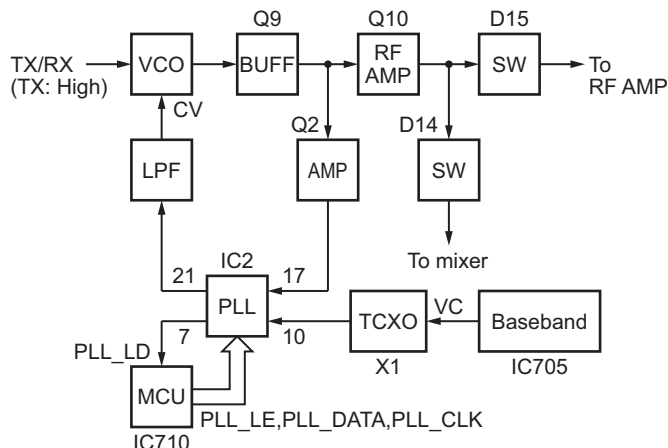 Q9
Q10
D15
TX/RX
(TX: High)
VCO
BUFF
RF
AMP
SW
To
RF AMP
CV
Q2
D14
LPF
AMP
SW
IC2
To mixer
21
17
PLL
7
10
TCXO
VC
Baseband
PLL_LD
X1
IC705
MCU
PLL_LE,PLL_DATA,PLL_CLK
IC710